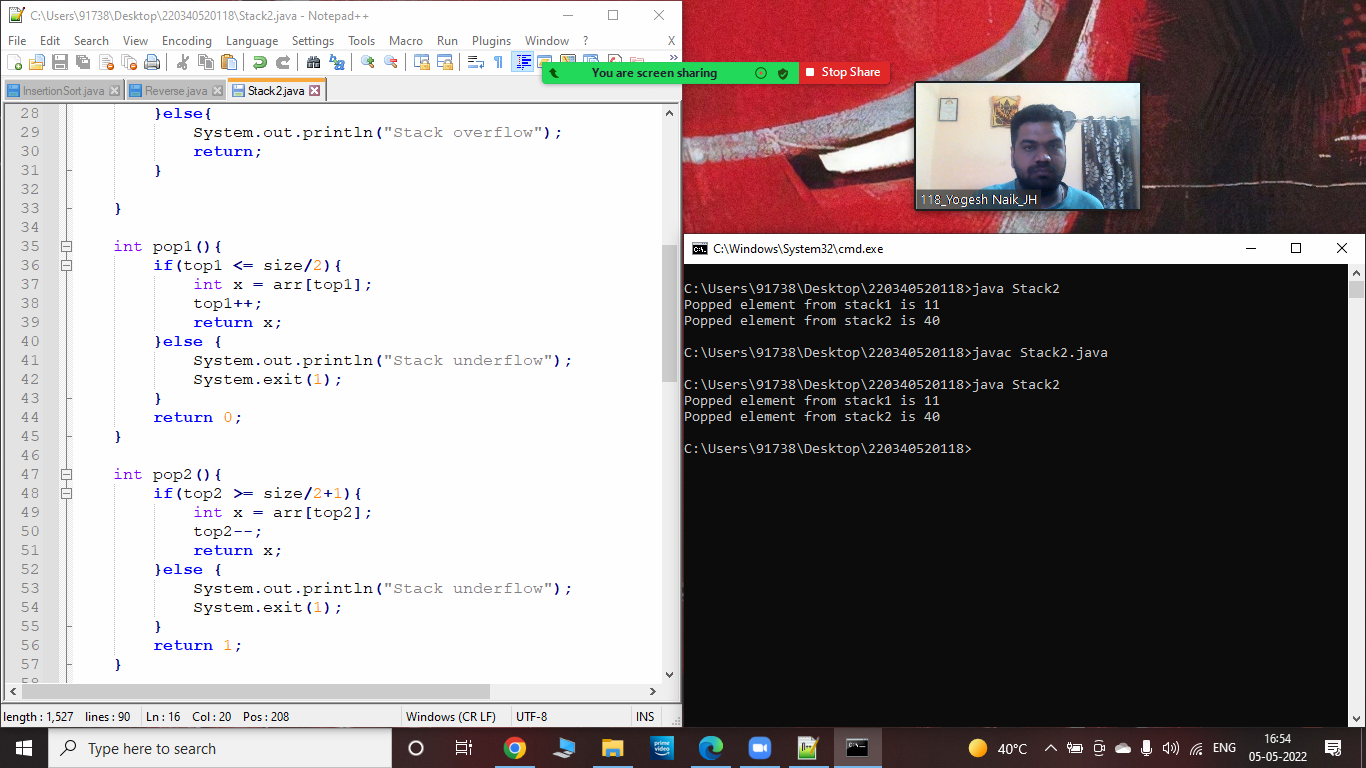 C:\Users\91738\Desktop\220340520118\Stack2.java - Notepad++
File Edit Search View Encoding Language Settings Tools Macro Run Plugins Window ? X
You are screen sharing
Stop Share
InsertionSort.java Reverse.java Stack2.java
28 }else{
29 System.out.println("Stack overflow");
30 return;
31 }
32
33 }
34
35 int pop1(){
36 if(top1 <= size/2){
37 int x = arr[top1];
38 top1++;
39 return x;
40 }else {
41 System.out.println("Stack underflow");
42 System.exit(1);
43 }
44 return 0;
45 }
46
47 int pop2(){
48 if(top2 >= size/2+1){
49 int x = arr[top2];
50 top2--;
51 return x;
52 }else {
53 System.out.println("Stack underflow");
54 System.exit(1);
55 }
56 return 1;
57 }
58
length : 1,527 lines : 90 Ln : 16 Col : 20 Pos : 208 Windows (CR LF) UTF-8 INS
118_Yogesh Naik_JH
C:\Windows\System32\cmd.exe
C:\Users\91738\Desktop\220340520118>java Stack2
Popped element from stack1 is 11
Popped element from stack2 is 40
C:\Users\91738\Desktop\220340520118>javac Stack2.java
C:\Users\91738\Desktop\220340520118>java Stack2
Popped element from stack1 is 11
Popped element from stack2 is 40
C:\Users\91738\Desktop\220340520118>
Type here to search
prime video
40°C
ENG
16:54
05-05-2022